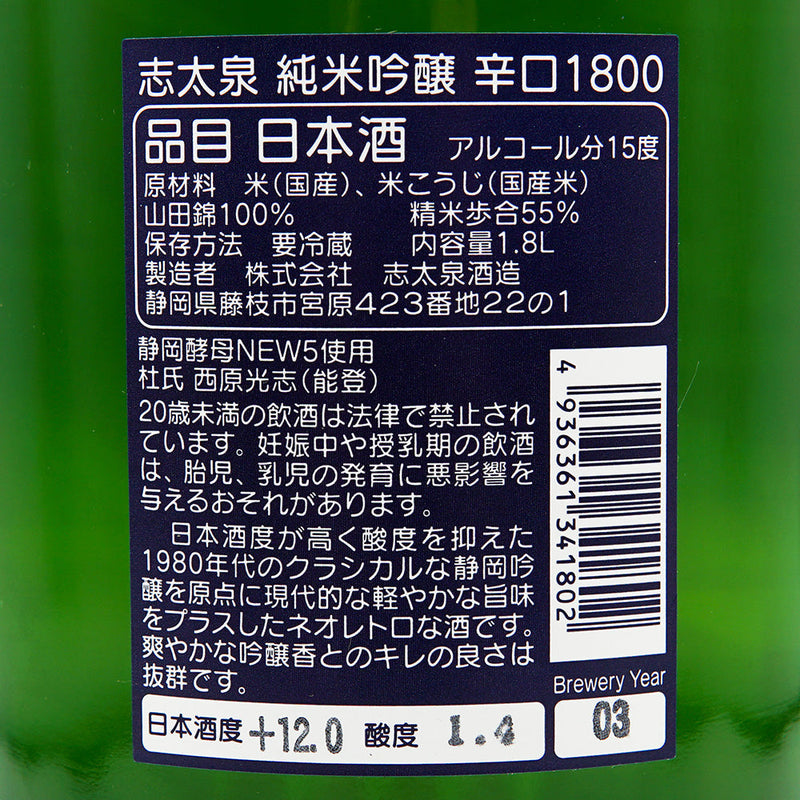 志太泉 純米吟醸 辛口1800
品目 日本酒 アルコール分15度
原材料 米(国産)、米こうじ(国産米)
山田錦100% 精米歩合55%
保存方法 要冷蔵 内容量1.8L
製造者 株式会社 志太泉酒造
静岡県藤枝市宮原423番地22の1
静岡酵母NEW5使用
杜氏 西原光志(能登)
20歳未満の飲酒は法律で禁止され
ています。妊娠中や授乳期の飲酒
は、胎児、乳児の発育に悪影響を
与えるおそれがあります。
日本酒度が高く酸度を抑えた
1980年代のクラシカルな静岡吟
醸を原点に現代的な軽やかな旨味
をプラスしたネオレトロな酒です。
爽やかな吟醸香とのキレの良さは
抜群です。
4 936361 341802
Brewery Year
03
日本酒度 +12.0 酸度 1.4